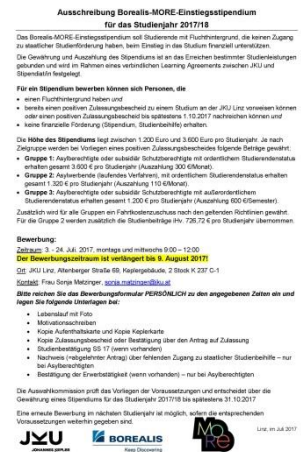 Ausschreibung Borealis-MORE-Einstiegsstipendium
für das Studienjahr 2017/18
Das Borealis-MORE-Einstiegsstipendium soll Studierende mit Fluchthintergrund, die keinen Zugang
zu staatlicher Studienförderung haben, beim Einstieg in das Studium finanziell unterstützen.
Die Gewährung und Auszahlung des Stipendiums ist an das Erreichen bestimmter Studienleistungen
gebunden und wird im Rahmen eines verbindlichen Learning Agreements zwischen JKU und
Stipendiat/in festgelegt.
Für ein Stipendium bewerben können sich Personen, die
• einen Fluchthintergrund haben und
• bereits einen positiven Zulassungsbescheid zu einem Studium an der JKU Linz vorweisen können
oder einen positiven Zulassungsbescheid bis spätestens 1.10.2017 nachreichen können und
• keine finanzielle Förderung (Stipendium, Studienbeihilfe) erhalten.
Die Höhe des Stipendiums liegt zwischen 1.200 Euro und 3.600 Euro pro Studienjahr. Je nach
Zielgruppe werden bei Vorliegen eines positiven Zulassungsbescheides folgende Beträge gewährt:
• Gruppe 1: Asylberechtigte oder subsidiär Schutzberechtigte mit ordentlichem Studierendenstatus
erhalten gesamt 3.600 € pro Studienjahr (Auszahlung 300 €/Monat).
• Gruppe 2: Asylwerbende (laufendes Verfahren), mit ordentlichem Studierendenstatus erhalten
gesamt 1.320 € pro Studienjahr (Auszahlung 110 €/Monat).
• Gruppe 3: Asylberechtigte oder subsidiär Schutzberechtigte mit außerordentlichem
Studierendenstatus erhalten gesamt 1.200 € pro Studienjahr (Auszahlung 600 €/Semester).
Zusätzlich wird für alle Gruppen ein Fahrtkostenzuschuss nach den geltenden Richtlinien gewährt.
Für die Gruppe 2 werden zusätzlich die Studienbeiträge iHv. 726,72 € pro Studienjahr übernommen.
Bewerbung:
Zeitraum: 3. - 24. Juli 2017, montags und mittwochs 9:00 – 12:00
Der Bewerbungszeitraum ist verlängert bis 9. August 2017!
Ort: JKU Linz, Altenberger Straße 69, Keplergebäude, 2 Stock K 237 C-1
Kontakt: Frau Sonja Matzinger, sonja.matzinger@jku.at
Bitte reichen Sie das Bewerbungsformular PERSÖNLICH zu den angegebenen Zeiten ein und
legen Sie folgende Unterlagen bei:
• Lebenslauf mit Foto
• Motivationsschreiben
• Kopie Aufenthaltskarte und Kopie Keplerkarte
• Kopie Zulassungsbescheid oder Bestätigung über den Antrag auf Zulassung
• Studienbestätigung SS 17 (wenn vorhanden)
• Nachweis (=abgelehnter Antrag) über fehlenden Zugang zu staatlicher Studienbeihilfe – nur
bei Asylberechtigten
• Bestätigung der Erwerbstätigkeit (wenn vorhanden) – nur bei Asylberechtigten
Die Auswahlkommission prüft das Vorliegen der Voraussetzungen und entscheidet über die
Gewährung eines Stipendiums für das Studienjahr 2017/18 bis spätestens 31.10.2017
Eine erneute Bewerbung im nächsten Studienjahr ist möglich, sofern die entsprechenden
Voraussetzungen weiterhin gegeben sind.
Linz, im Juli 2017
JKU
JOHANNES KEPLER
BOREALIS
Keep Discovering
MORE